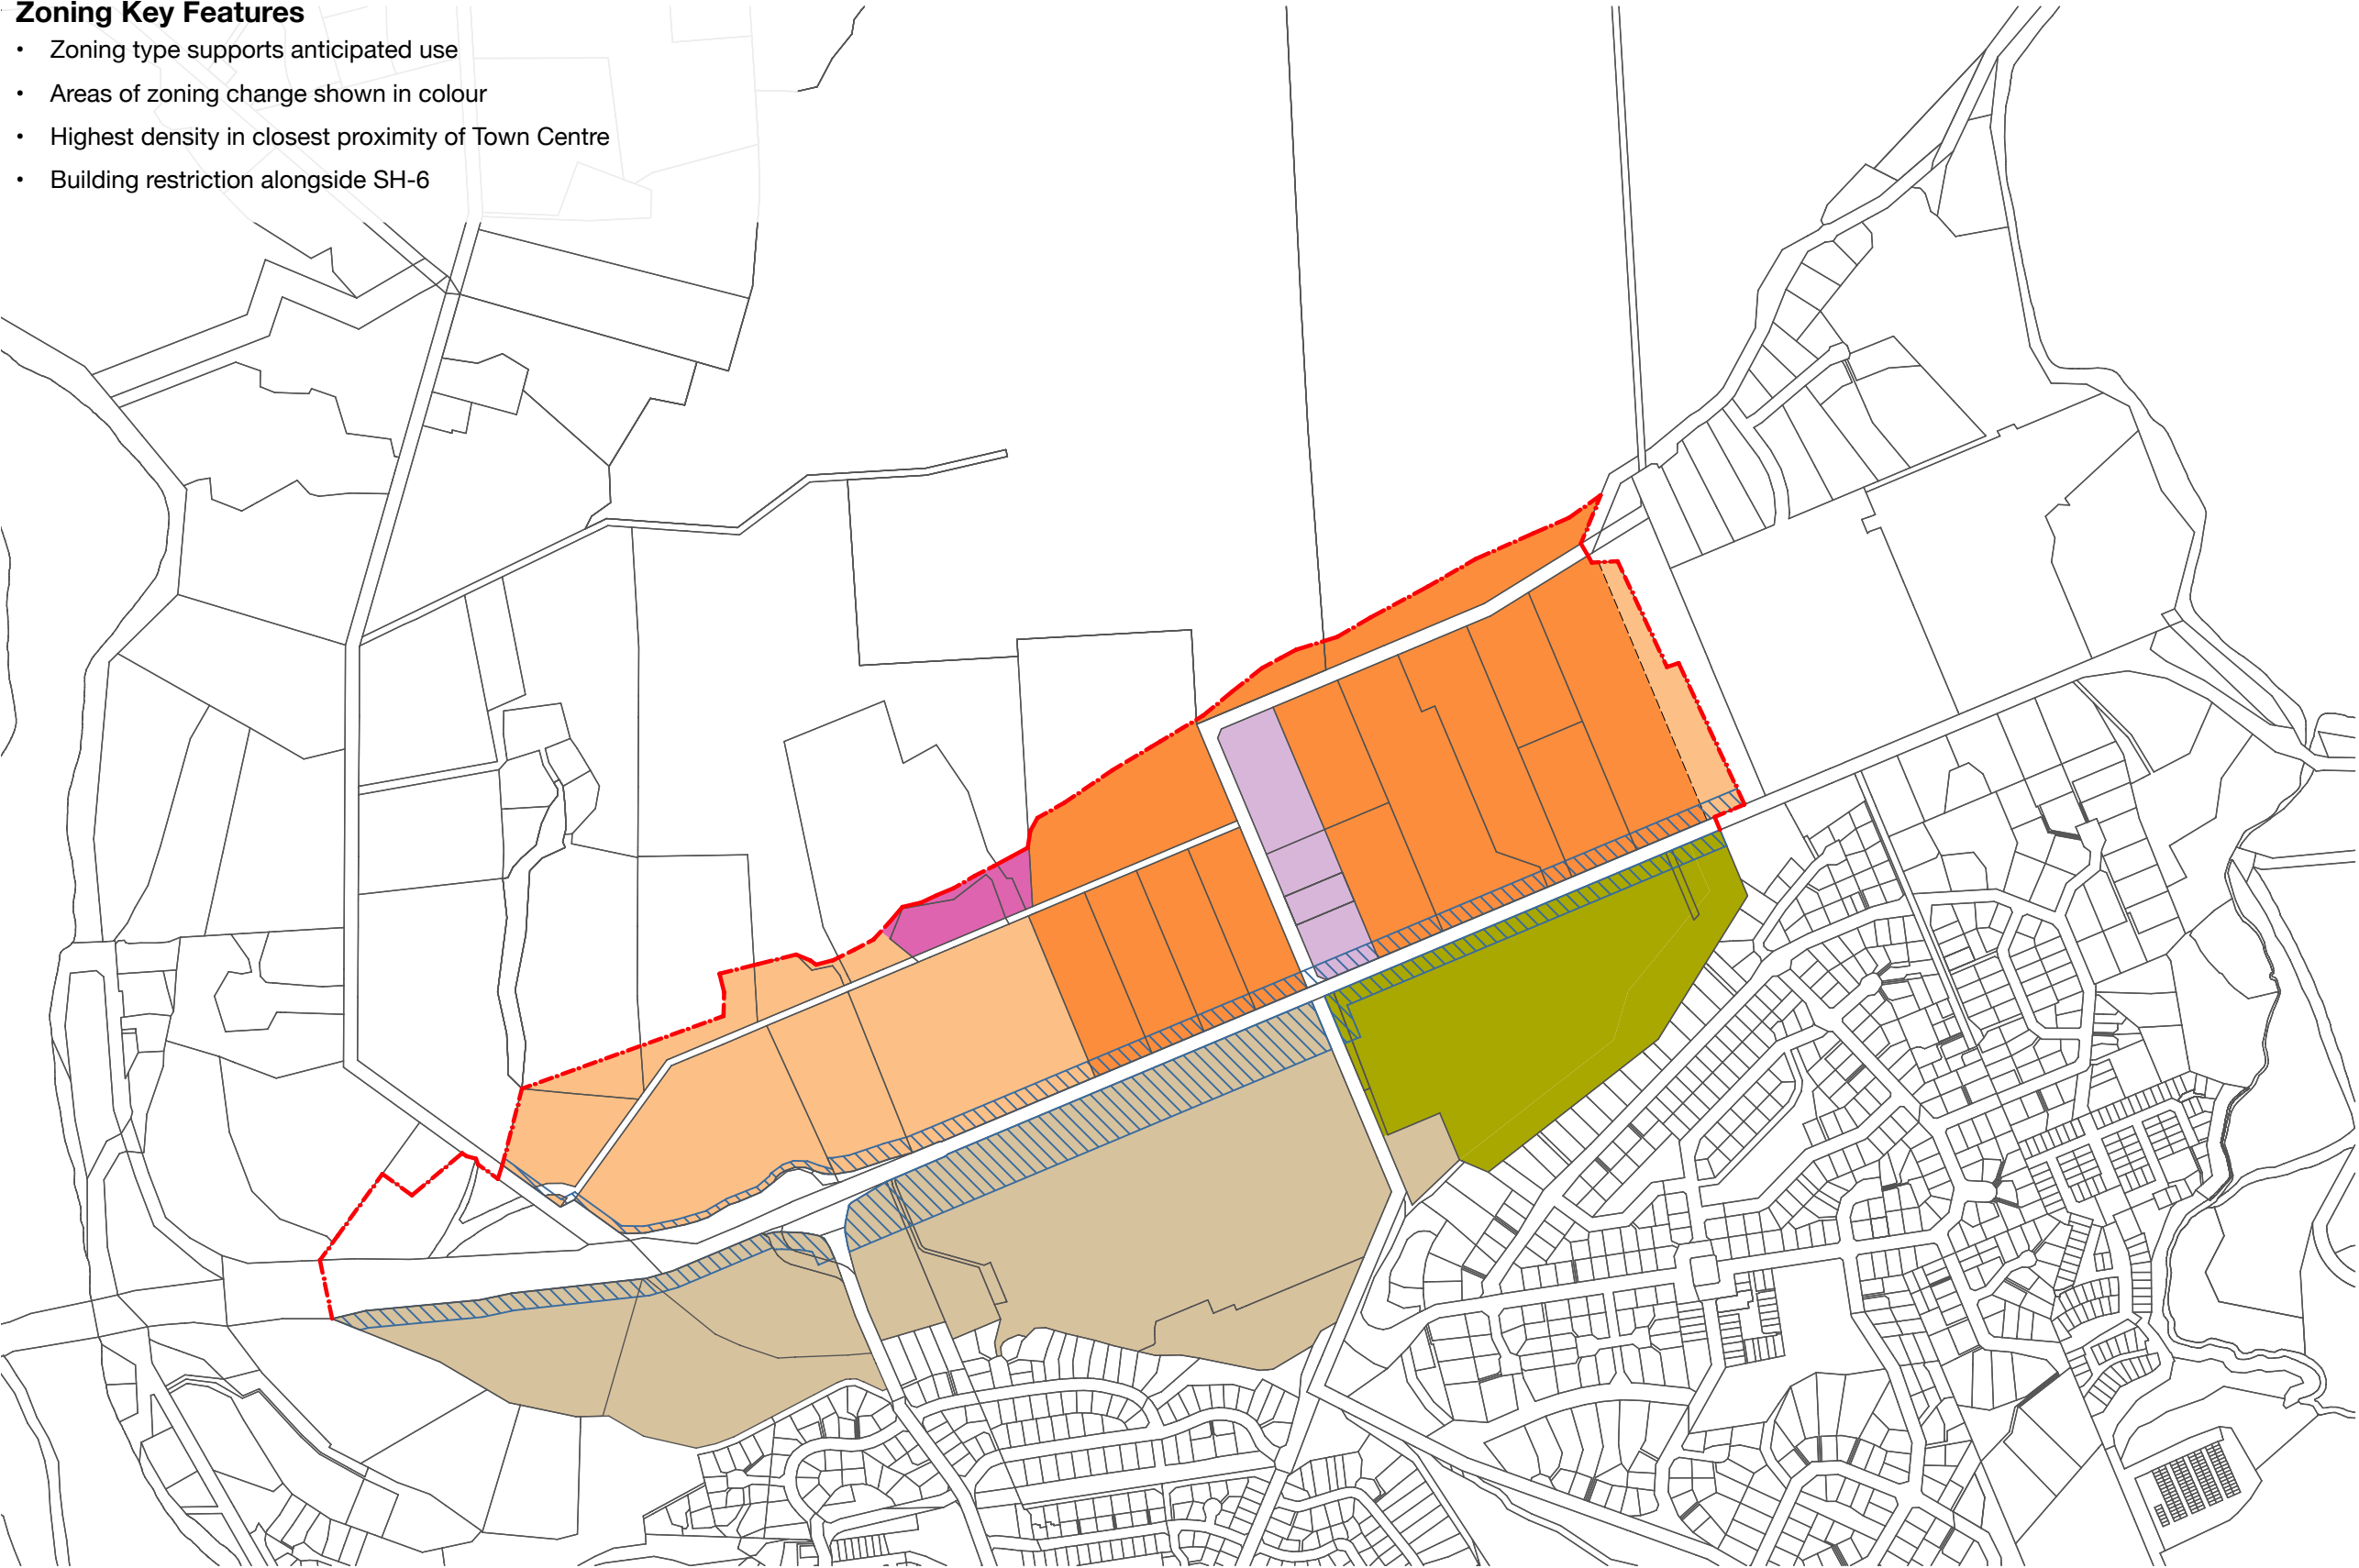 Zoning Key Features
• Zoning type supports anticipated use
• Areas of zoning change shown in colour
• Highest density in closest proximity of Town Centre
• Building restriction alongside SH-6